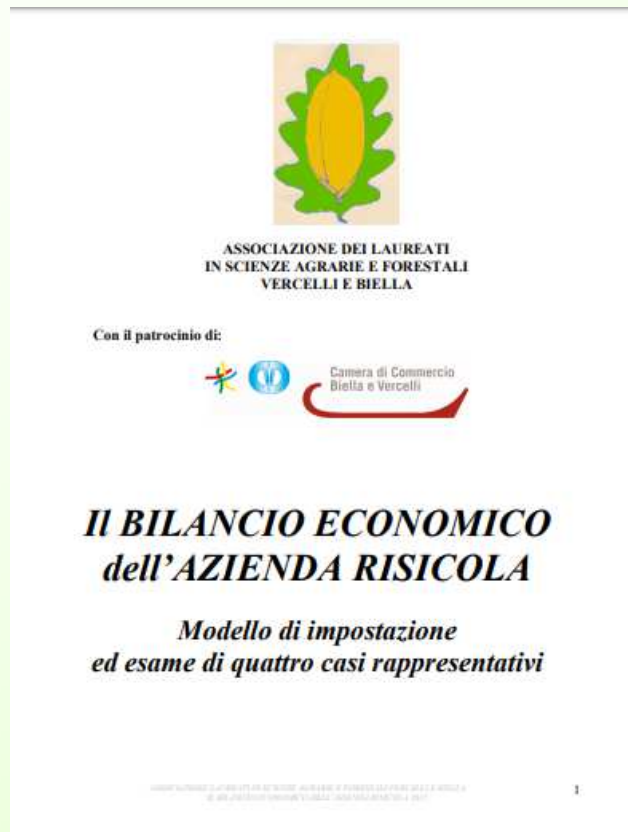 ASSOCIAZIONE DEI LAUREATI
IN SCIENZE AGRARIE E FORESTALI
VERCELLI E BIELLA
Con il patrocinio di:
Camera di Commercio
Biella e Vercelli
Il BILANCIO ECONOMICO
dell'AZIENDA RISICOLA
Modello di impostazione
ed esame di quattro casi rappresentativi
1